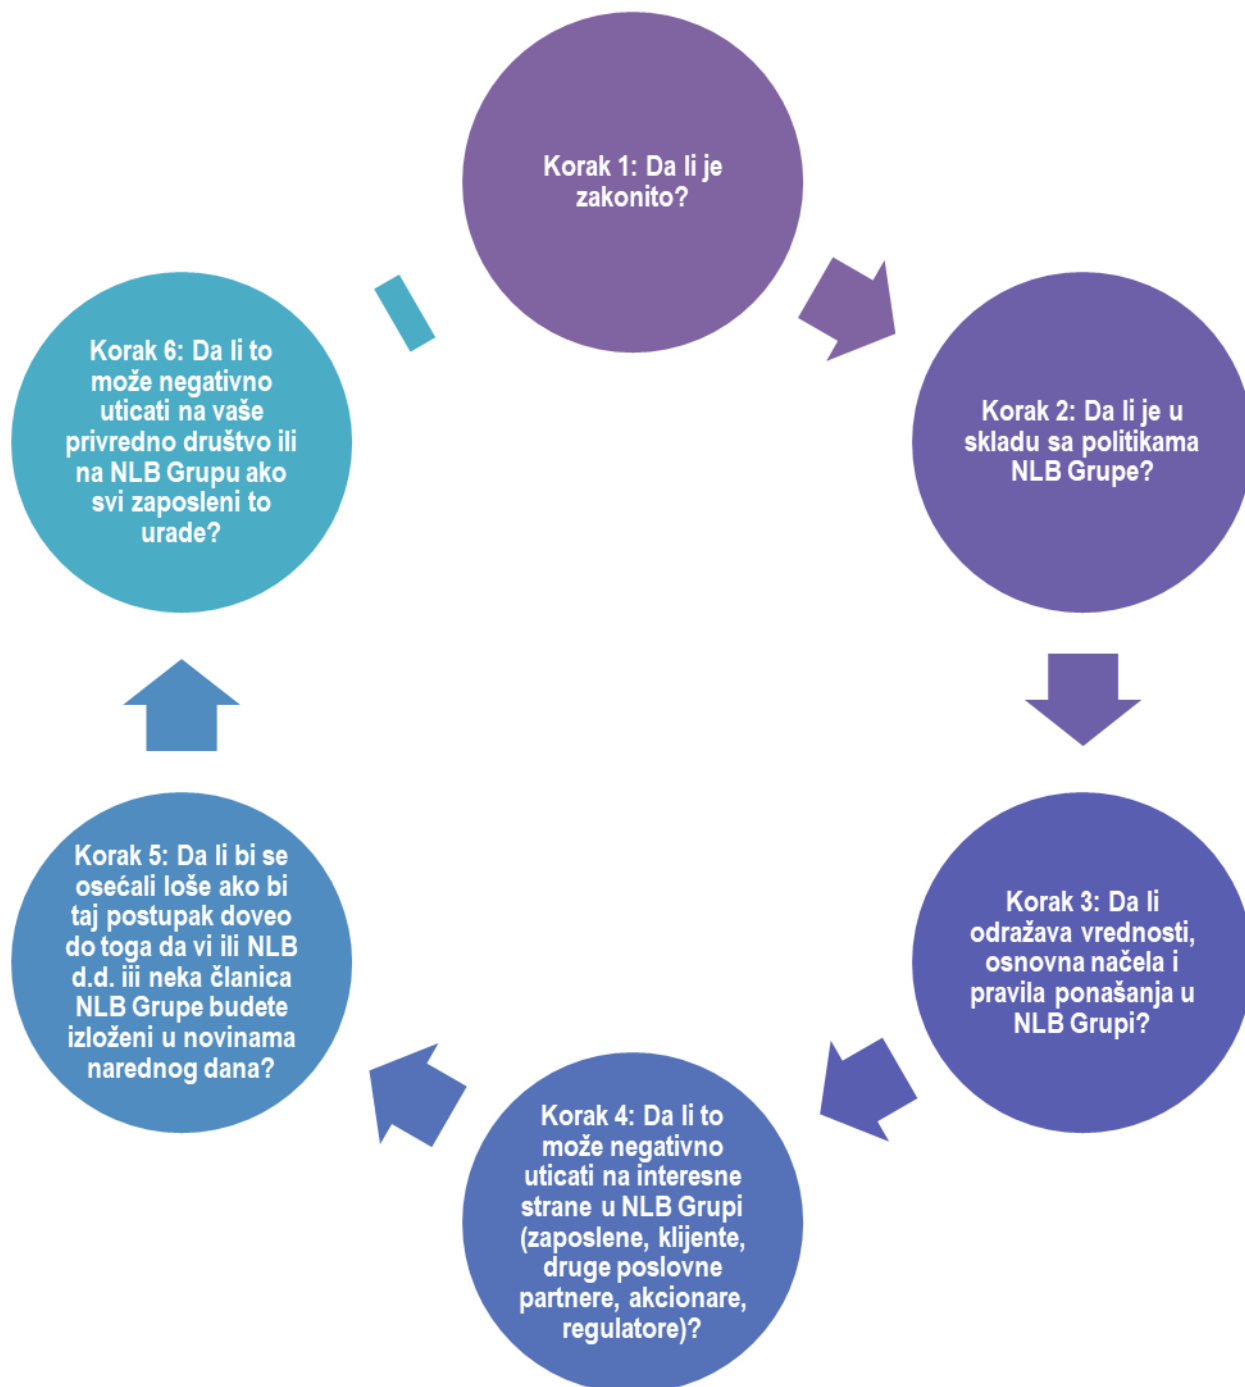 Korak 1: Da li je
zakonito?
Korak 2: Da li je u
skladu sa politikama
NLB Grupe?
Korak 3: Da li
odražava vrednosti,
osnovna načela i
pravila ponašanja u
NLB Grupi?
Korak 4: Da li to
može negativno
uticati na interesne
strane u NLB Grupi
(zaposlene, klijente,
druge poslovne
partnere, akcionare,
regulatore)?
Korak 5: Da li bi se
osećali loše ako bi
taj postupak doveo
do toga da vi ili NLB
d.d. iii neka članica
NLB Grupe budete
izloženi u novinama
narednog dana?
Korak 6: Da li to
može negativno
uticati na vaše
privredno društvo ili
na NLB Grupu ako
svi zaposleni to
urade?